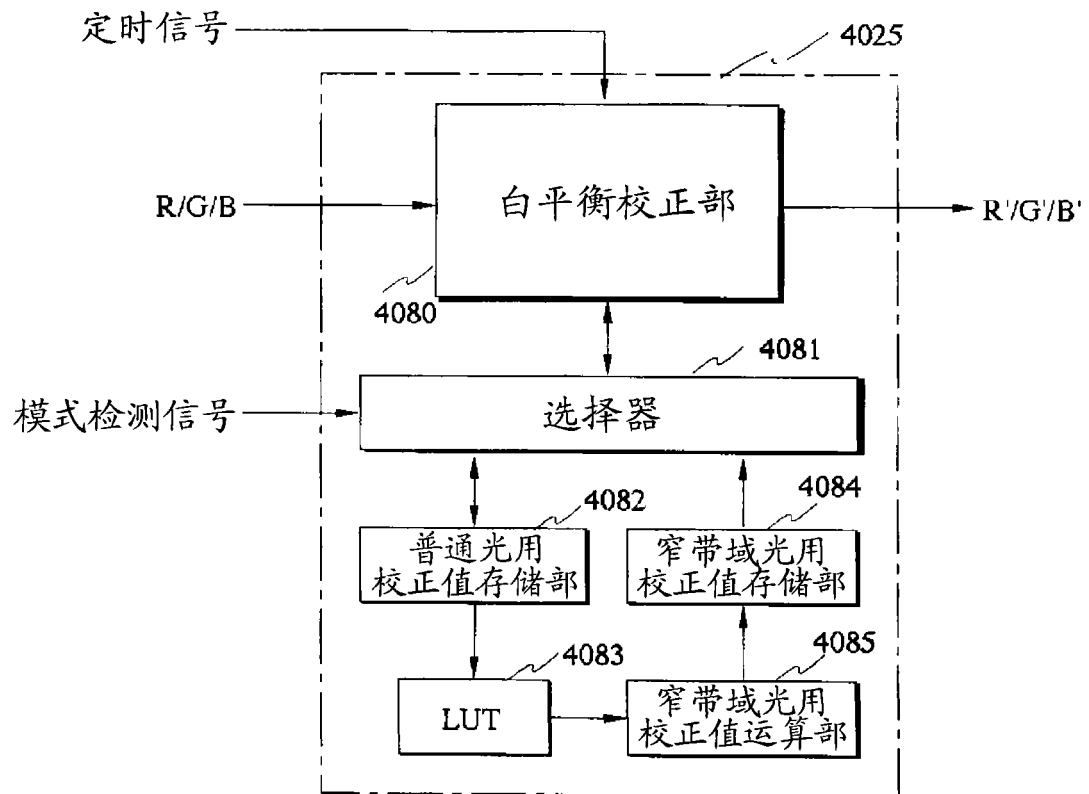 定时信号
4025
白平衡校正部
R/G/B
R'/G'/B'
4080
4081
模式检测信号
选择器
4082
4084
普通光用
校正值存储部
窄带域光用
校正值存储部
4083
4085
LUT
窄带域光用
校正值运算部